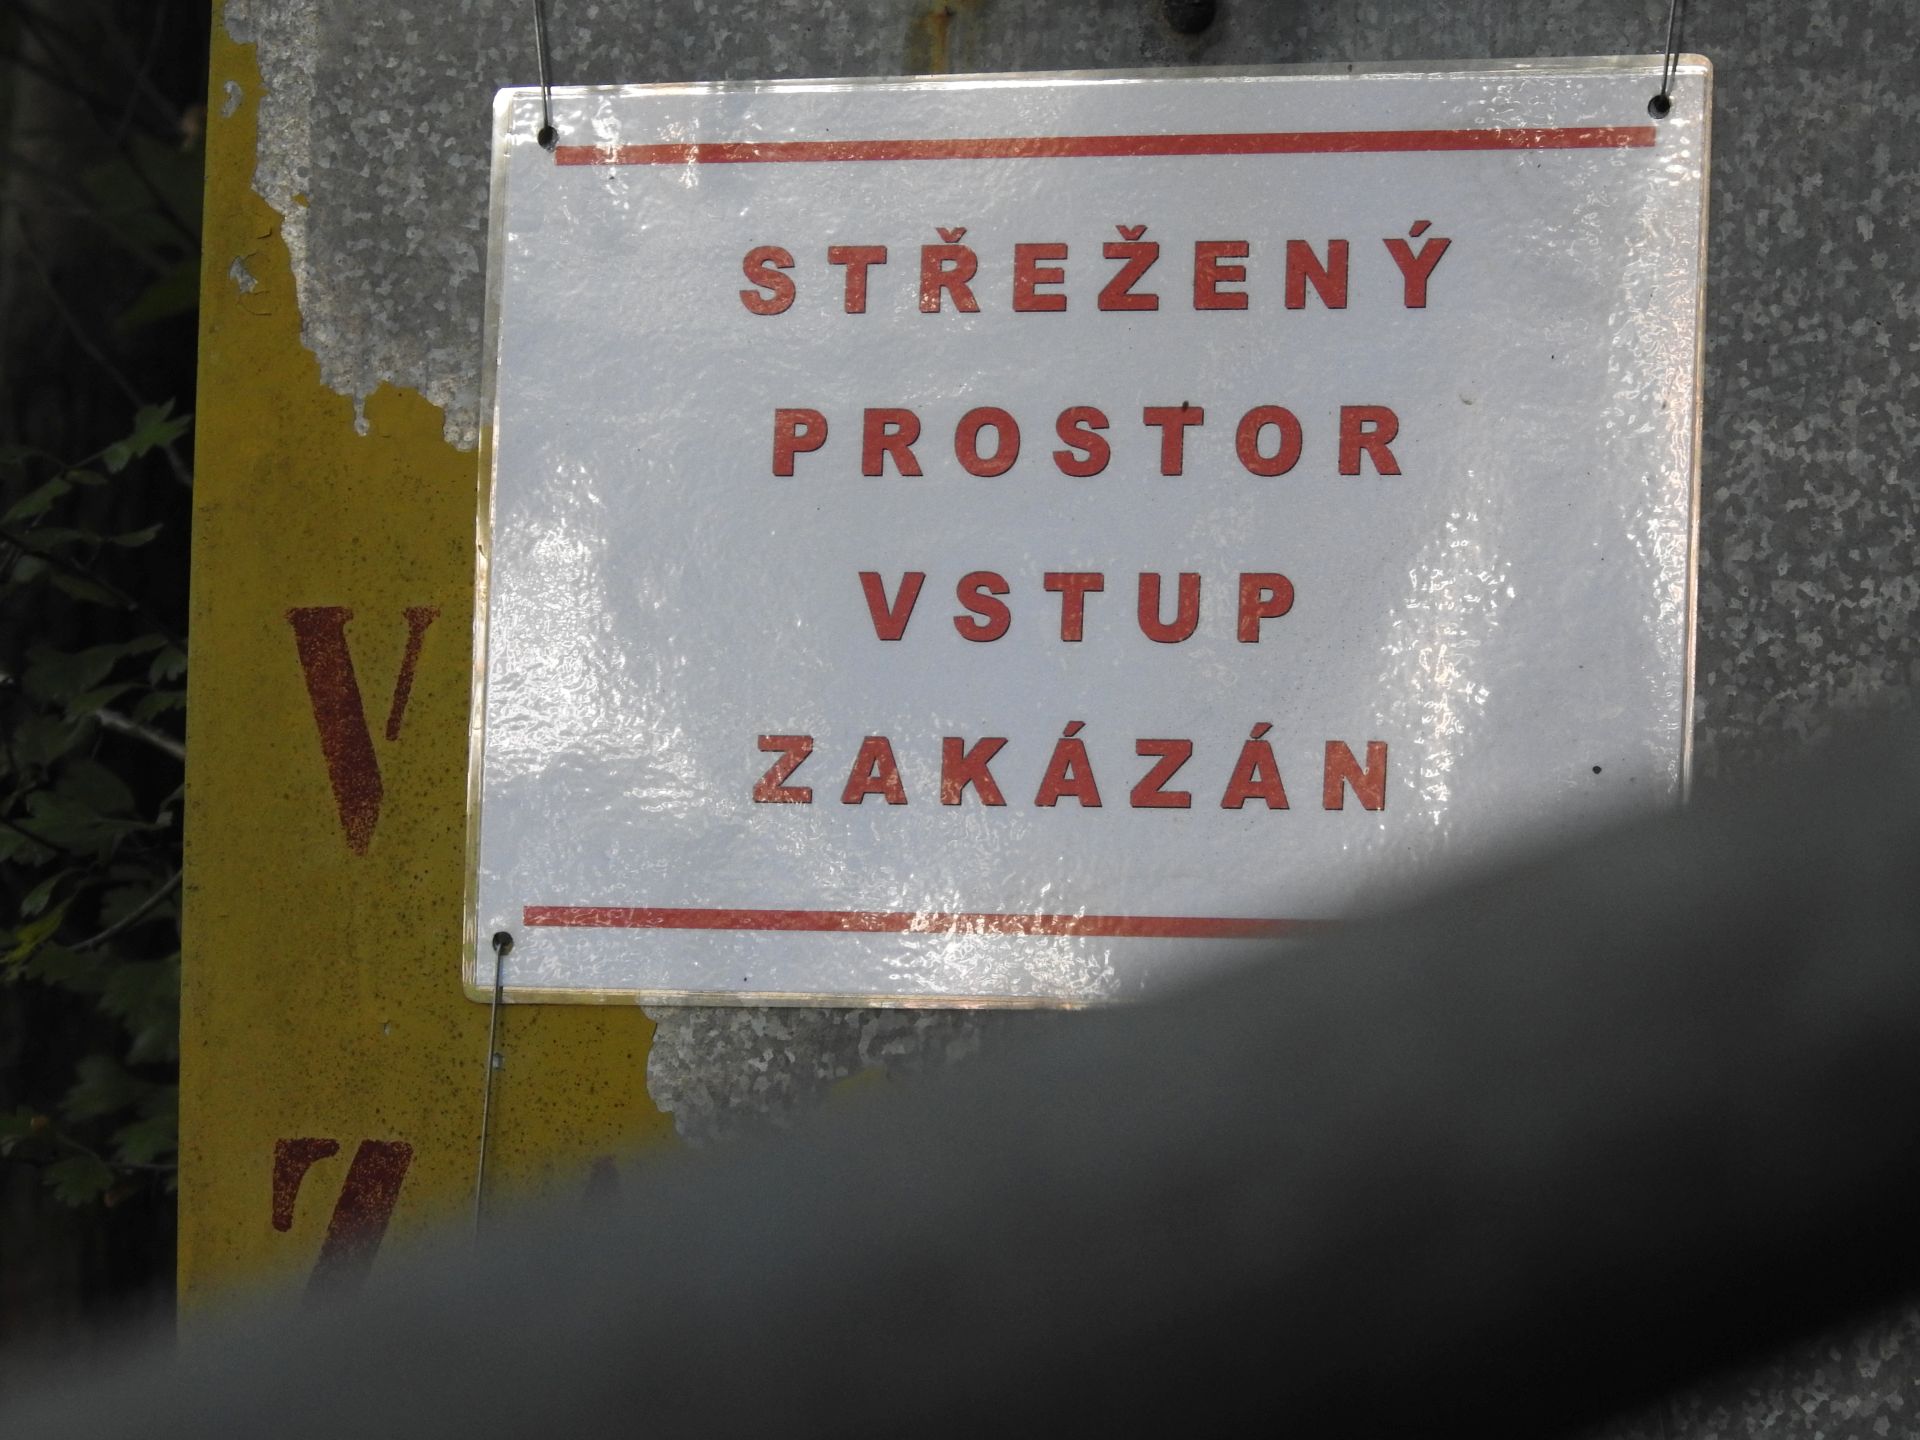 STŘEŽENÝ
PROSTOR
VSTUP
ZAKÁZÁN
V
Z